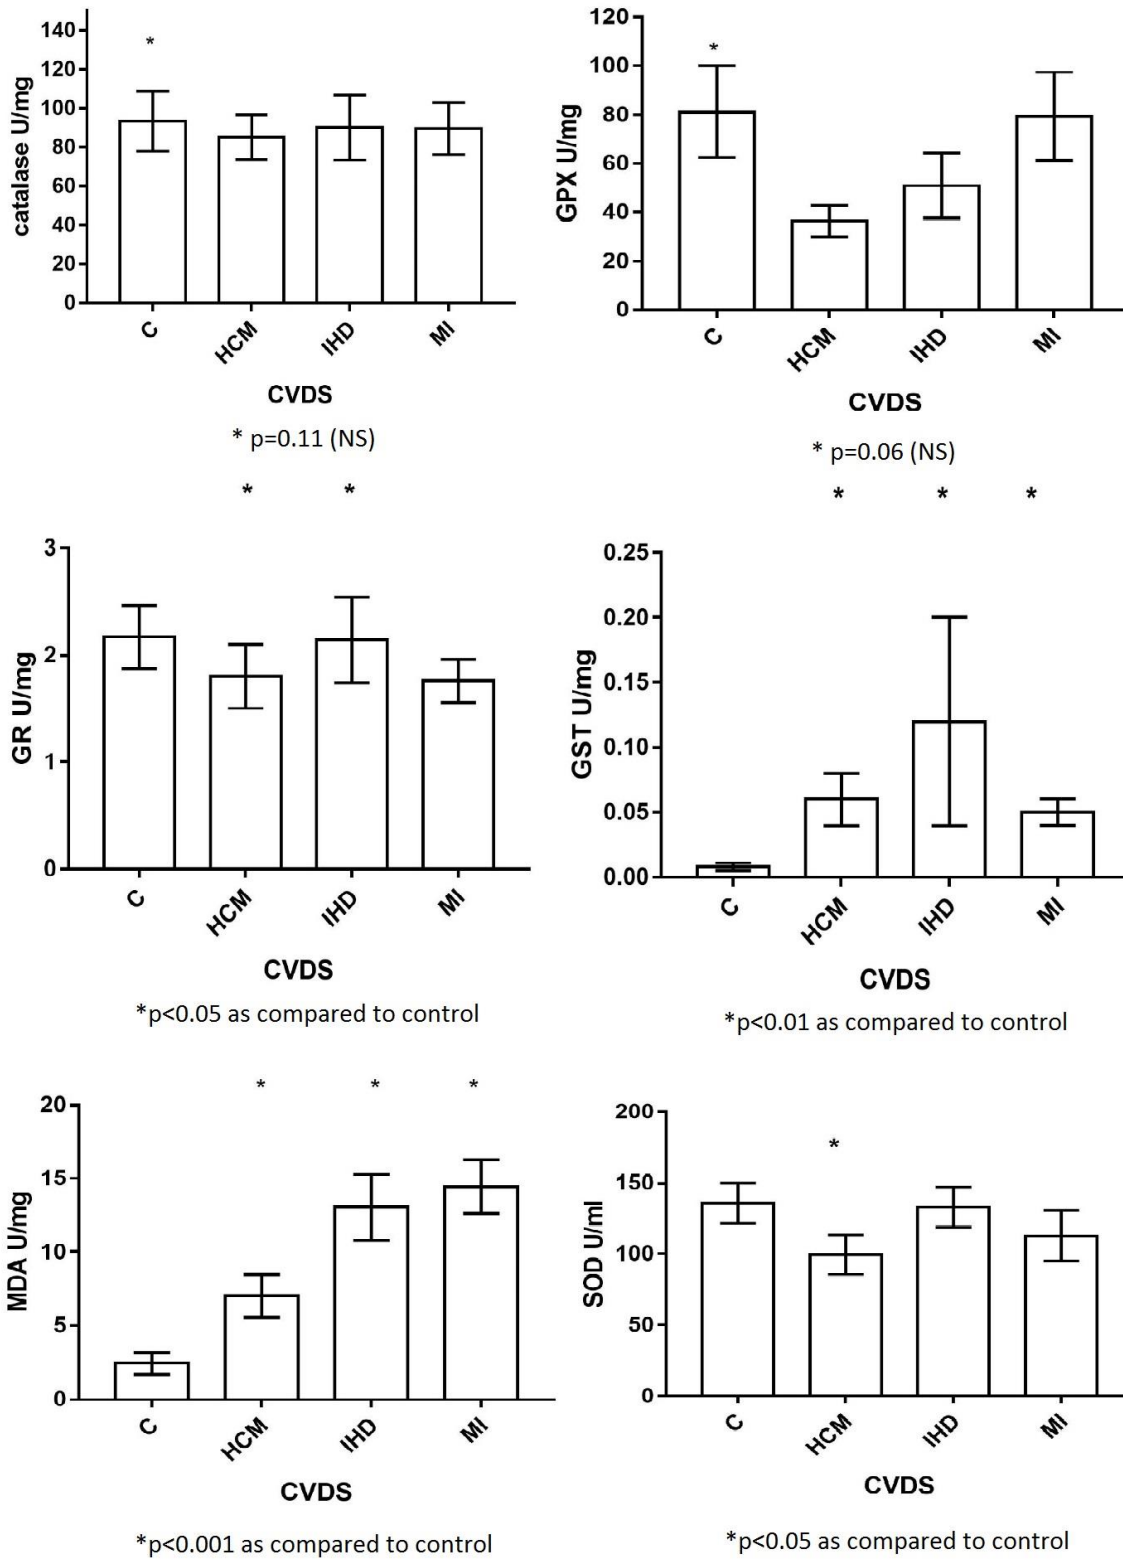 catalase U/mg
140
120
100
80
60
40
20
0
*
C
HCM
IHD
MI
CVDS
* p=0.11 (NS)
GPX U/mg
120
100
80
60
40
20
0
*
C
HCM
IHD
MI
CVDS
* p=0.06 (NS)
* *
GR U/mg
3
2
1
0
C
HCM
IHD
MI
CVDS
*p<0.05 as compared to control
* * *
GST U/mg
0.25
0.20
0.15
0.10
0.05
0.00
C
HCM
IHD
MI
CVDS
*p<0.01 as compared to control
* * *
MDA U/mg
20
15
10
5
0
C
HCM
IHD
MI
CVDS
*p<0.001 as compared to control
SOD U/ml
200
150
100
50
0
*
C
HCM
IHD
MI
CVDS
*p<0.05 as compared to control